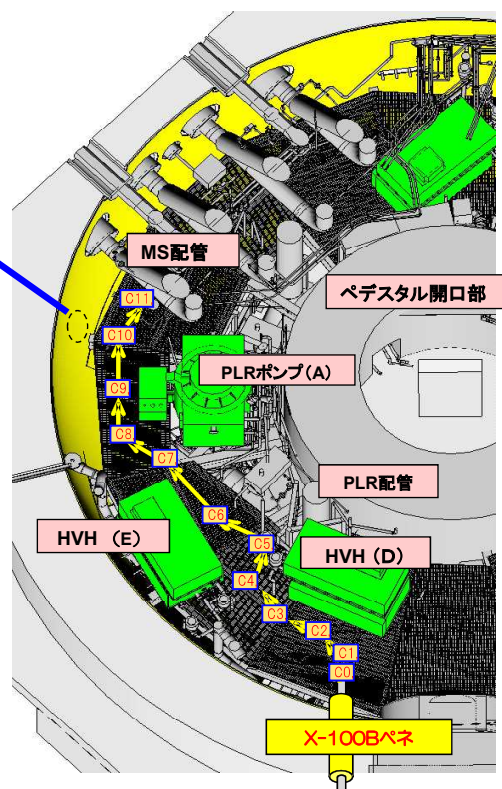 MS配管
ペデスタル開口部
C11
C10
PLRポンプ(A)
C9
C8
C7
PLR配管
C6
HVH (E)
C5
HVH (D)
C4
C3
C2
C1
C0
X-100Bペネ